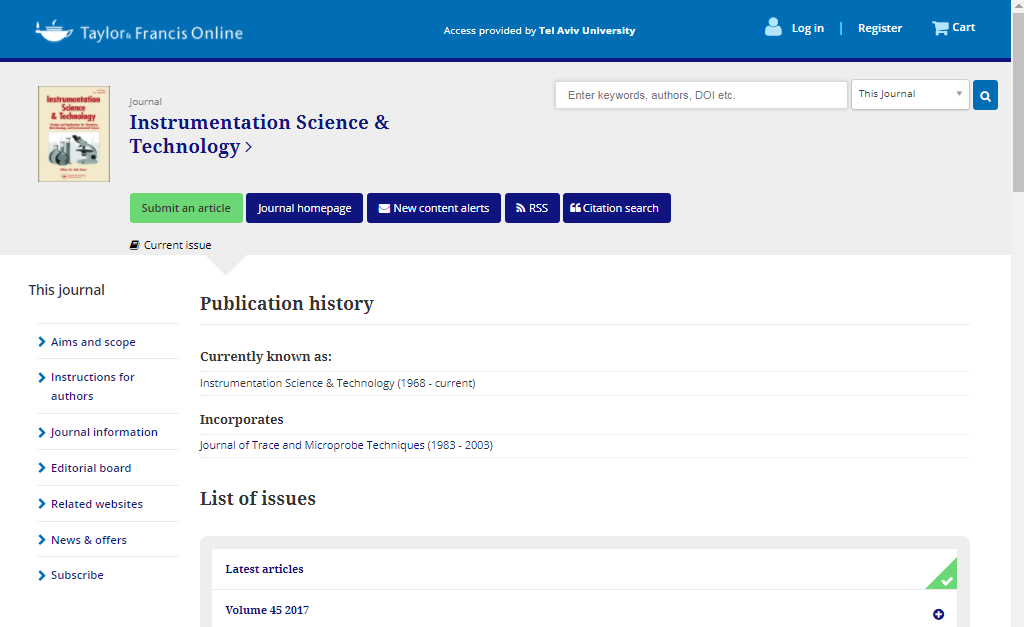 Taylor & Francis Online
Access provided by Tel Aviv University
Log in | Register
Cart
Instrumentation
Science
& Technology
Enter keywords, authors, DOI etc.
This Journal
Journal
Instrumentation Science &
Technology
Submit an article
Journal homepage
New content alerts
RSS
Citation search
Current issue
This journal
Aims and scope
Instructions for
authors
Journal information
Editorial board
Related websites
News & offers
Subscribe
Publication history
Currently known as:
Instrumentation Science & Technology (1968 - current)
Incorporates
Journal of Trace and Microprobe Techniques (1983 - 2003)
List of issues
Latest articles
Volume 45 2017